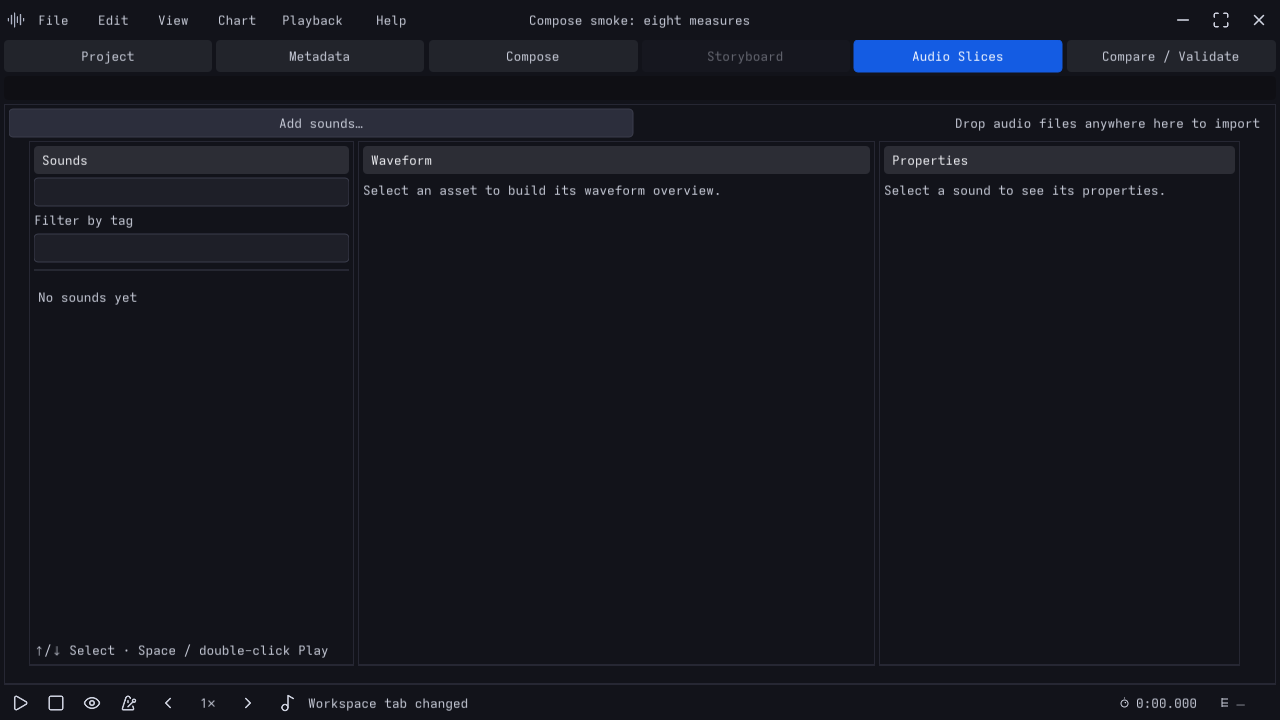 File Edit View Chart Playback Help Compose smoke: eight measures
Project Metadata Compose Storyboard Audio Slices Compare / Validate
Add sounds… Drop audio files anywhere here to import
Sounds Waveform Properties
Select an asset to build its waveform overview. Select a sound to see its properties.
Filter by tag
No sounds yet
↑/↓ Select · Space / double-click Play
1× Workspace tab changed 0:00.000 —